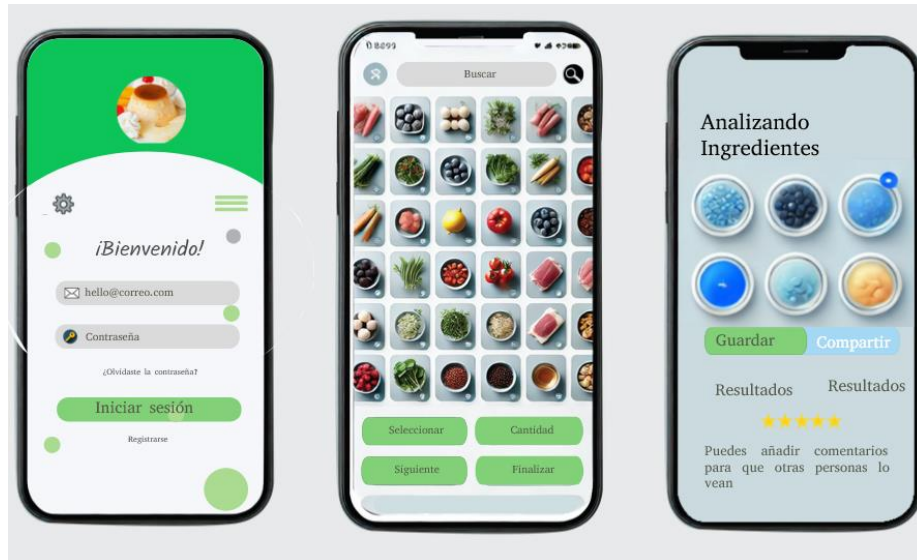 ¡Bienvenido!
hello@correo.com
Contraseña
¿Olvidaste la contraseña?
Iniciar sesión
Registrarse
Buscar
Seleccionar
Cantidad
Siguiente
Finalizar
Analizando
Ingredientes
Guardar
Compartir
Resultados
Resultados
Puedes añadir comentarios
para que otras personas lo
vean